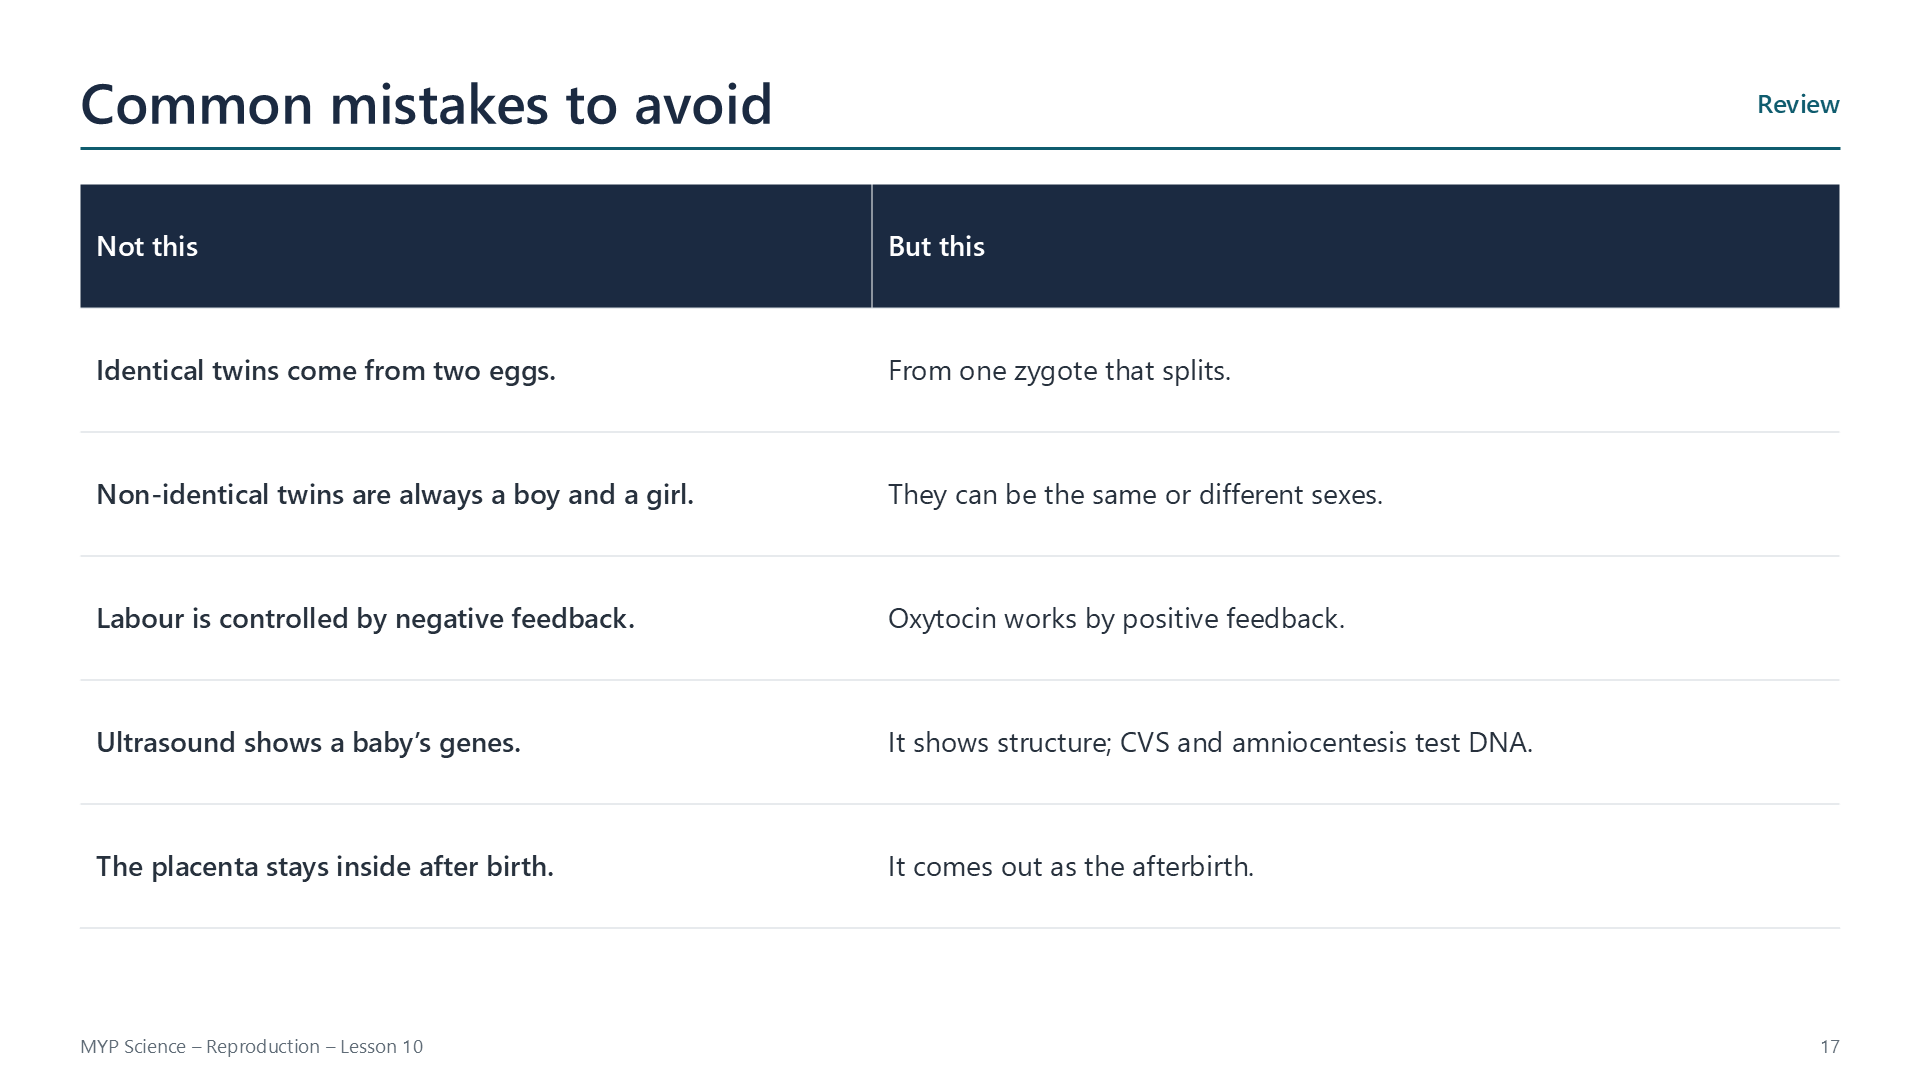 Common mistakes to avoid
Review
Not this
But this
Identical twins come from two eggs.
From one zygote that splits.
Non-identical twins are always a boy and a girl.
They can be the same or different sexes.
Labour is controlled by negative feedback.
Oxytocin works by positive feedback.
Ultrasound shows a baby’s genes.
It shows structure; CVS and amniocentesis test DNA.
The placenta stays inside after birth.
It comes out as the afterbirth.
MYP Science – Reproduction – Lesson 10
17